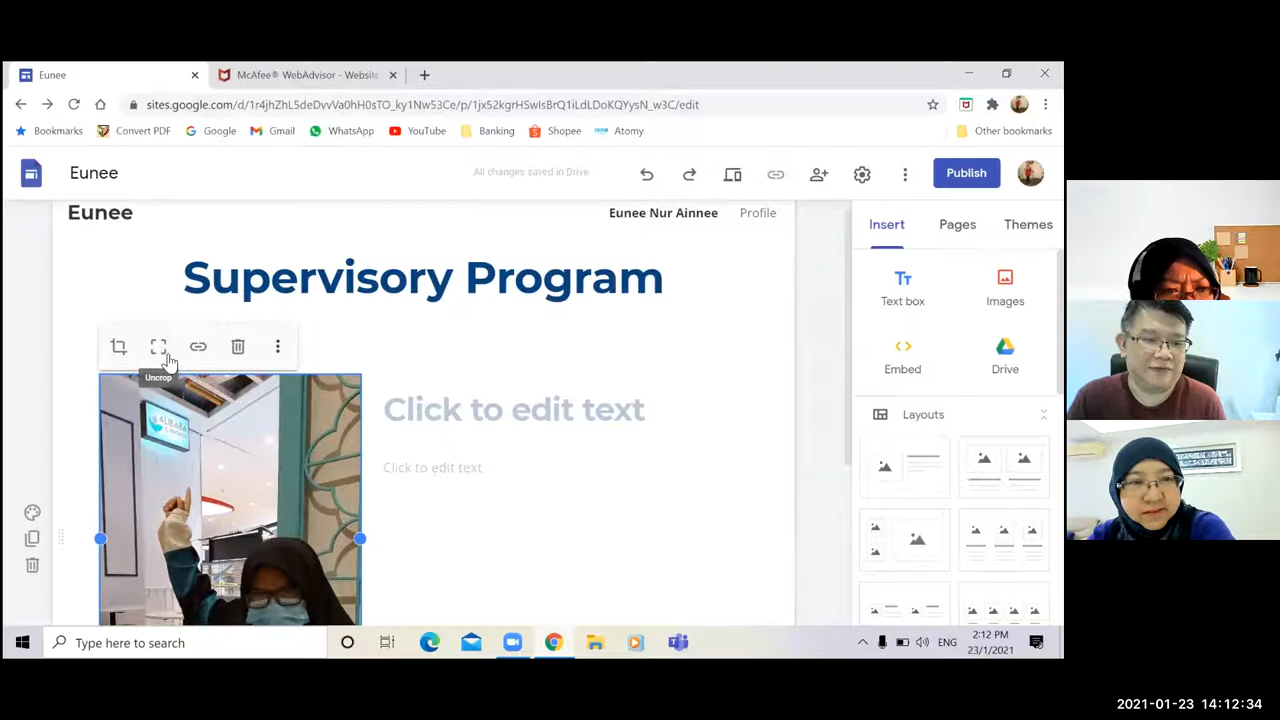 Eunee
McAfee® WebAdvisor - Website
sites.google.com/d/1r4jhZhL5deDvvVa0hH0sTO_ky1Nw53Ce/p/1jx52kgrHSwIsBrQ1iLdLDoKQYysN_w3C/edit
Bookmarks Convert PDF Google Gmail WhatsApp YouTube Banking Shopee Atomy Other bookmarks
Eunee All changes saved in Drive Publish
Eunee Eunee Nur Ainnee Profile
Insert Pages Themes
Supervisory Program
Text box Images
Uncrop
Embed Drive
ALIBABA
Click to edit text
Layouts
Click to edit text
Type here to search
ENG
2:12 PM
23/1/2021
2021-01-23 14:12:34